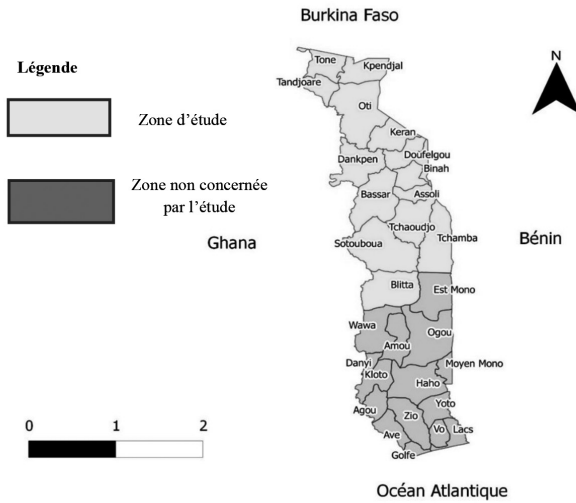 Burkina Faso
Légende
Zone d'étude
Zone non concernée
par l'étude
N
Tone
Kpendjal
Tandjoare
Oti
Keran
Doufelgou
Dankpen
Binah
Bassar
Assoli
Tchaoudjo
Tchamba
Sotouboua
Ghana
Bénin
Blitta
Est Mono
Wawa
Ogou
Amou
Danyi
Moyen Mono
Kloto
Haho
Agou
Yoto
Zio
Ave
Vo
Lacs
Golfe
0 1 2
Océan Atlantique